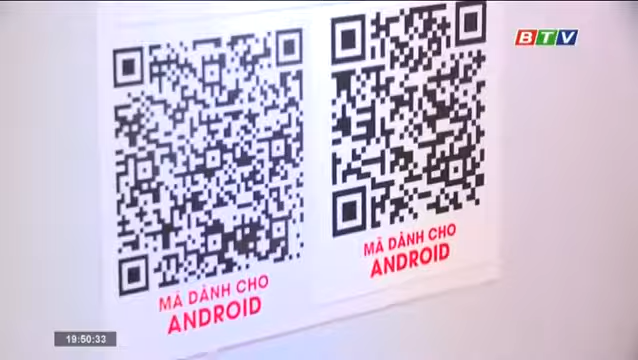 BTV
MÃ DÀNH CHO
ANDROID
MÃ DÀNH CHO
ANDROID
19:50:33